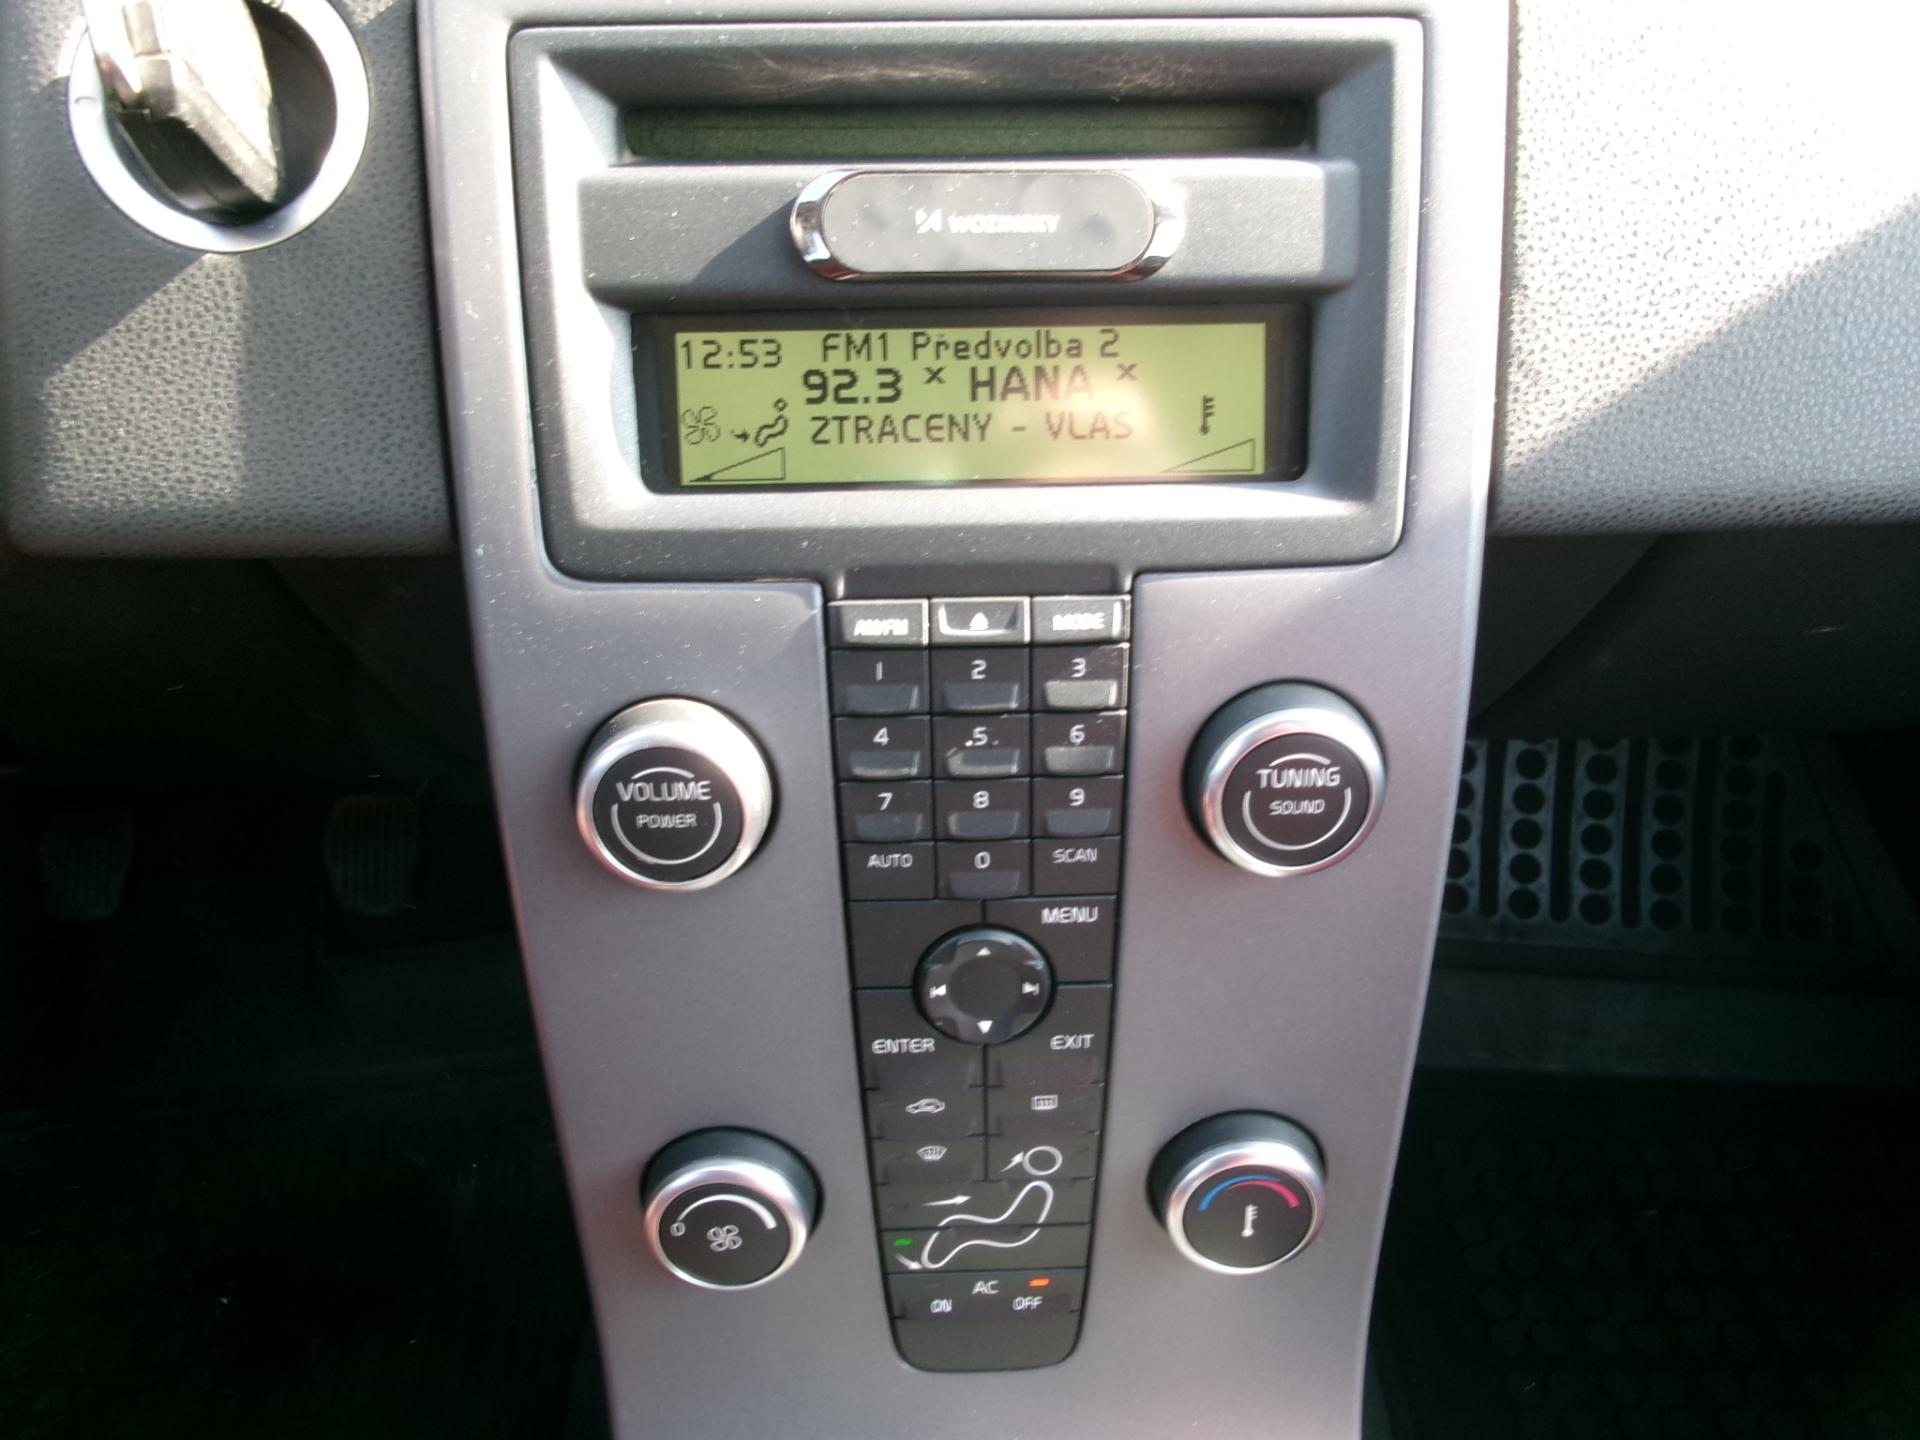 WOZINSKY
12:53 FM1 Předvolba 2
92.3 × HANA ×
ZTRACENY - VLAS
AM/FM MODE
1 2 3
4 5 6
7 8 9
AUTO 0 SCAN
VOLUME
POWER
TUNING
SOUND
MENU
ENTER EXIT
0
AC
ON OFF